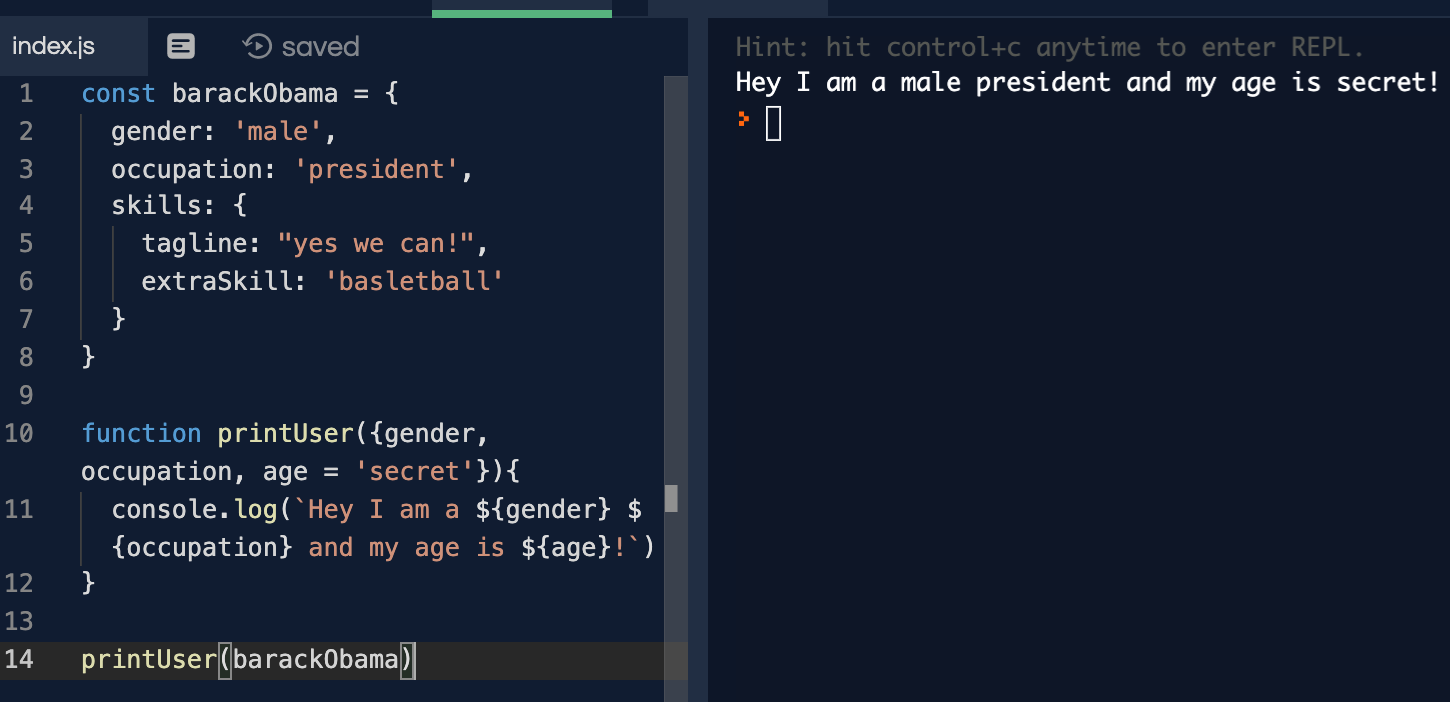 index.js saved
1 const barackObama = {
2 gender: 'male',
3 occupation: 'president',
4 skills: {
5 tagline: "yes we can!",
6 extraSkill: 'basletball'
7 }
8 }
9
10 function printUser({gender,
occupation, age = 'secret'}){
11 console.log(`Hey I am a ${gender} $
{occupation} and my age is ${age}!`)
12 }
13
14 printUser(barackObama)
Hint: hit control+c anytime to enter REPL.
Hey I am a male president and my age is secret!